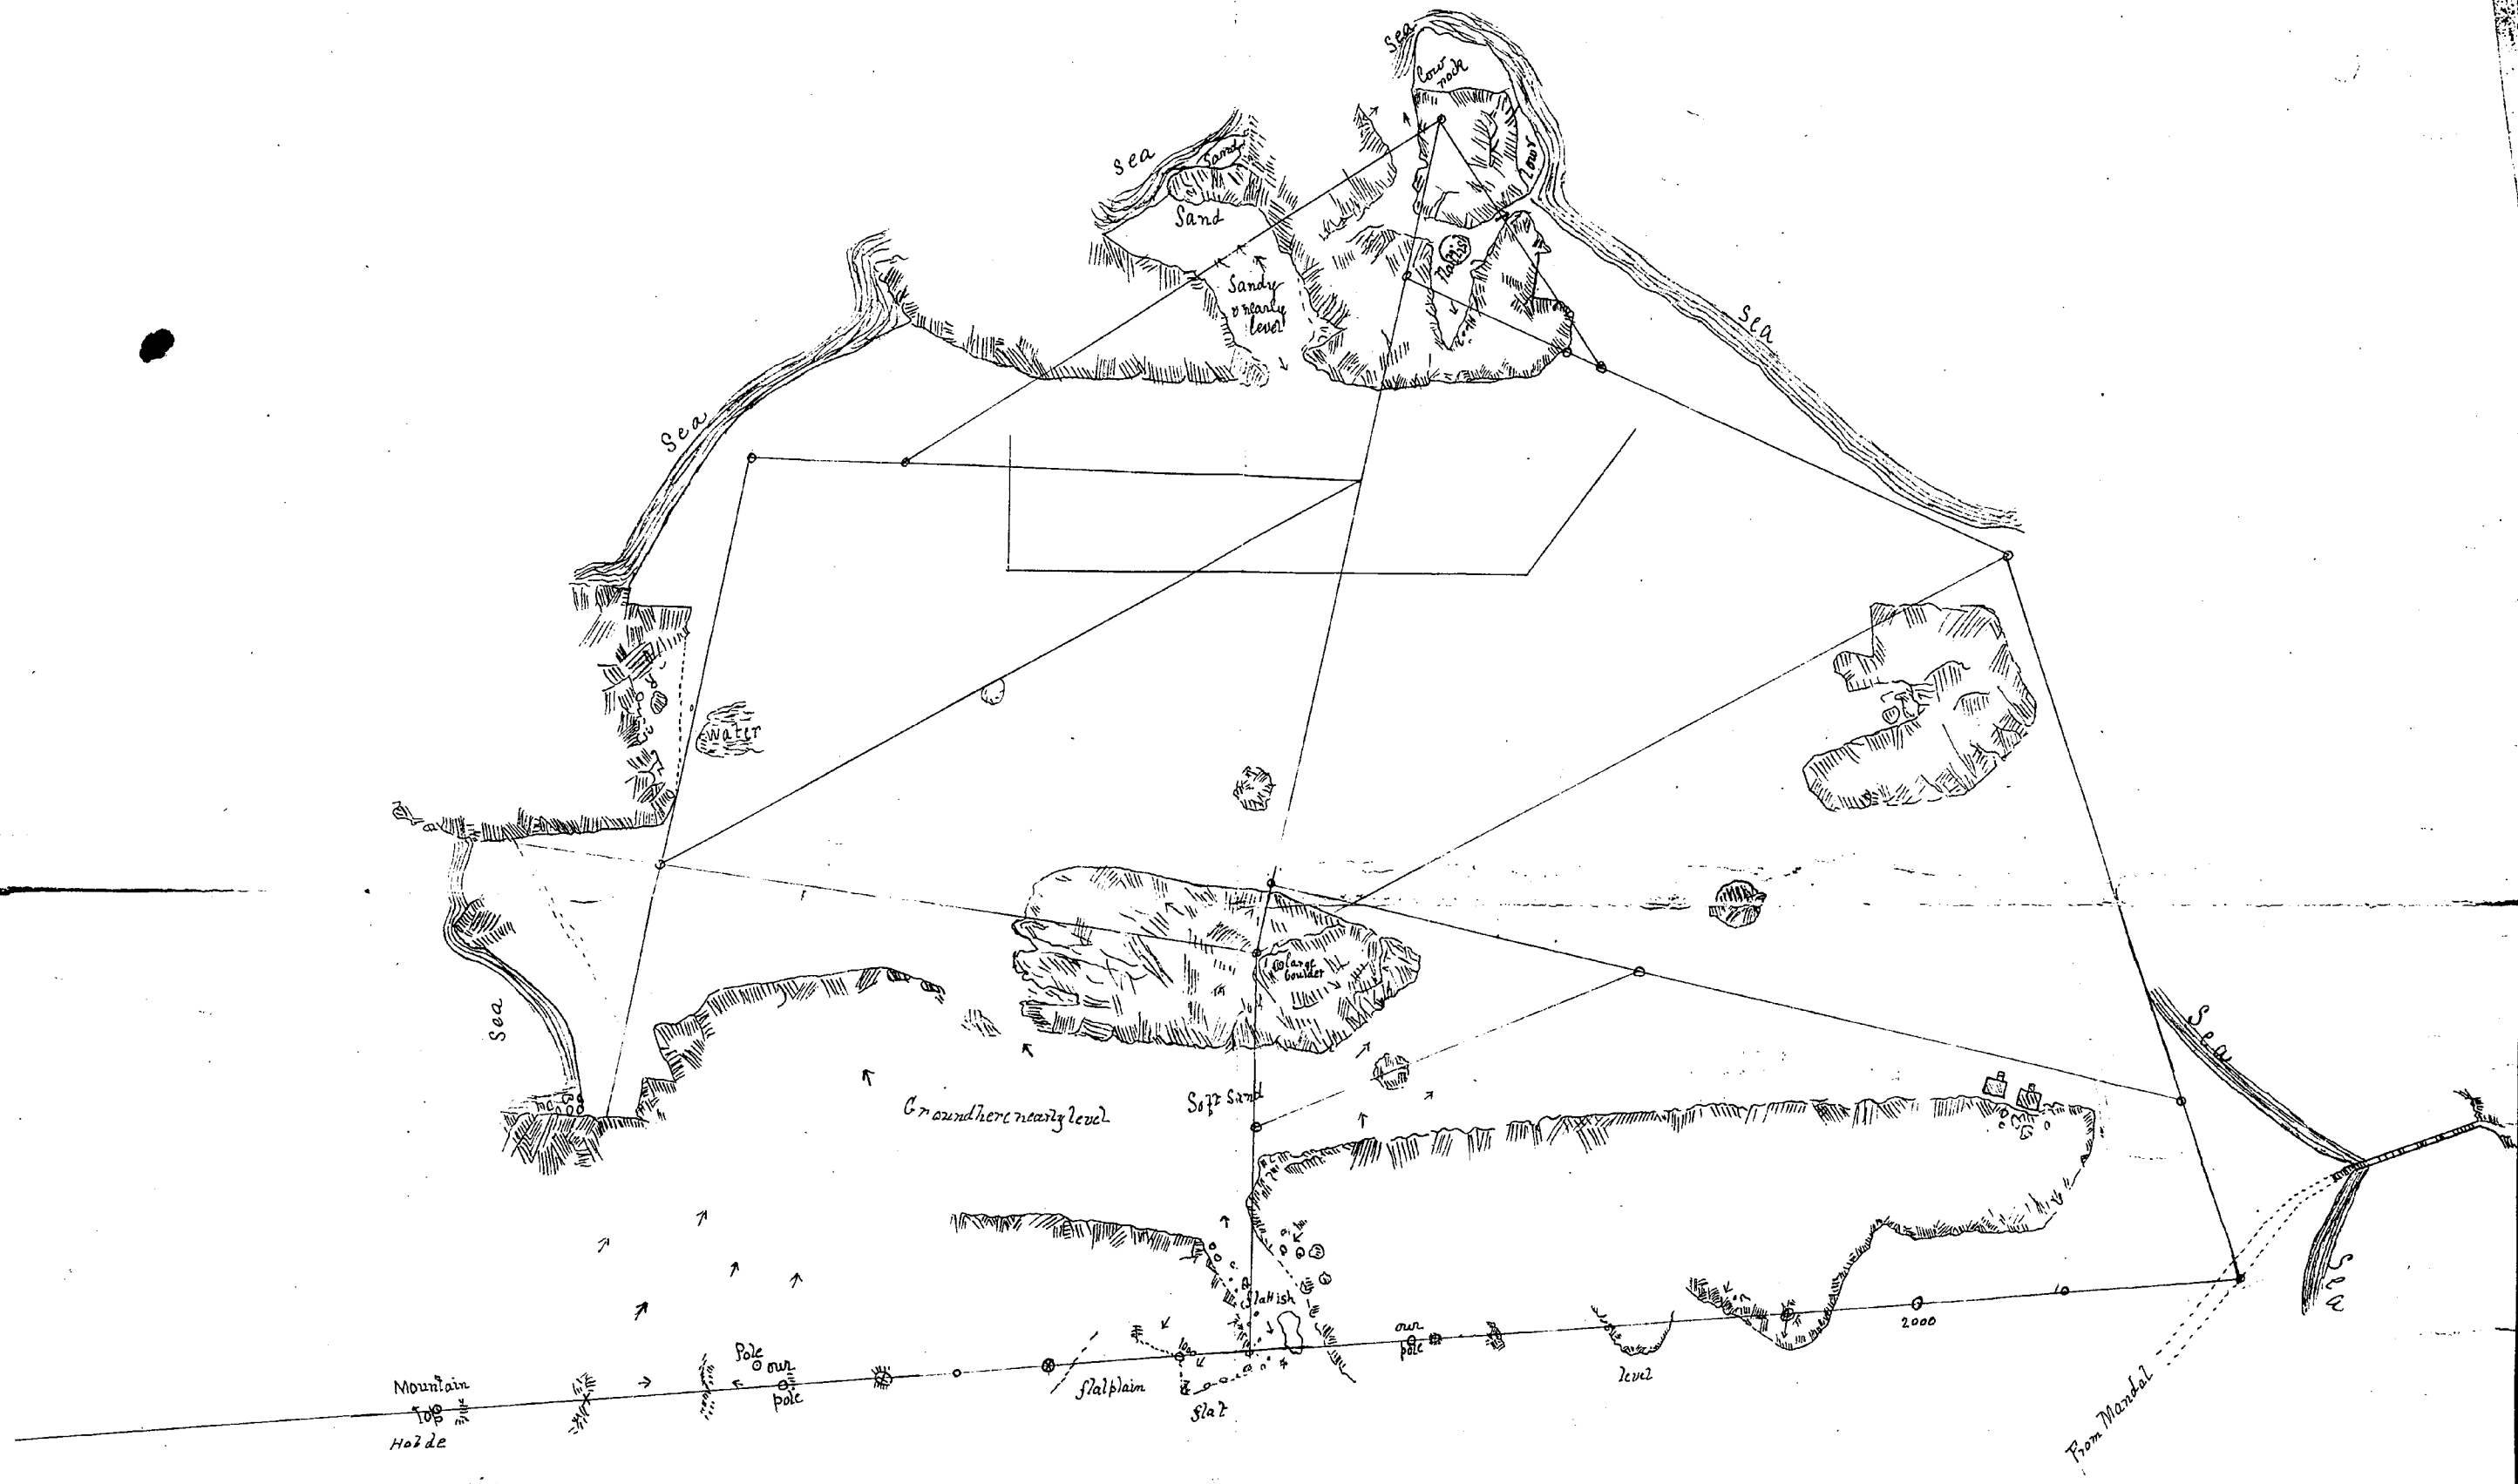 Sea
Low
rock
Sea
Sand
Low
Sand
Flattish
Sandy
& nearly
level
Sea
Sea
Water
large
boulder
Sea
Sea
Soft Sand
Ground here nearly level
Sea
flattish
2000
our
pole
Pole
our
pole
1000
level
Mountain
Top
Holde
flat plain
flat
From Mandal